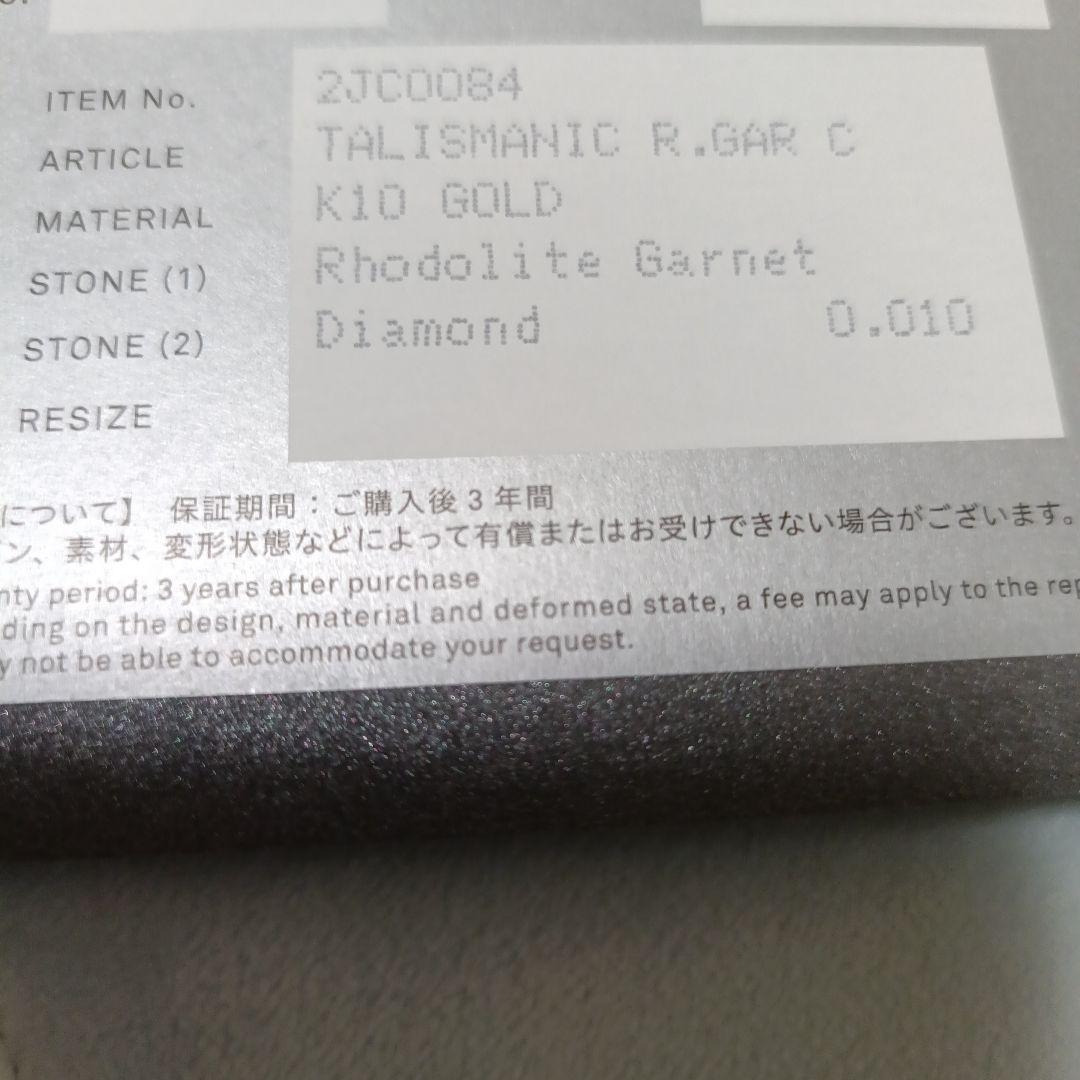 ITEM No. 2JC0084
ARTICLE TALISMANIC R.GAR C
MATERIAL K10 GOLD
STONE (1) Rhodolite Garnet
STONE (2) Diamond 0.010
RESIZE
について】 保証期間：ご購入後3年間
ン、素材、変形状態などによって有償またはお受けできない場合がございます。
nty period: 3 years after purchase
ding on the design, material and deformed state, a fee may apply to the rep
y not be able to accommodate your request.